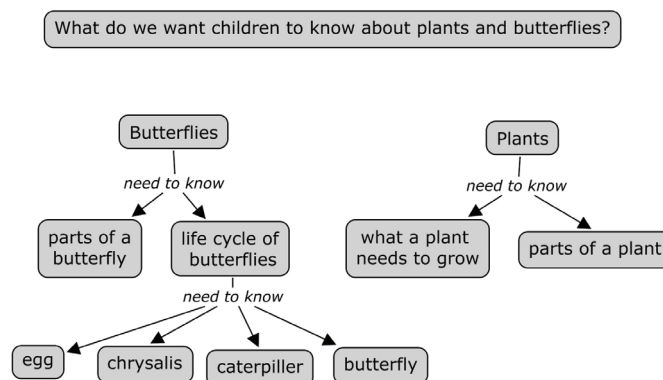 What do we want children to know about plants and butterflies?
Butterflies
Plants
need to know
need to know
parts of a
butterfly
life cycle of
butterflies
what a plant
needs to grow
parts of a plant
need to know
egg
chrysalis
caterpiller
butterfly